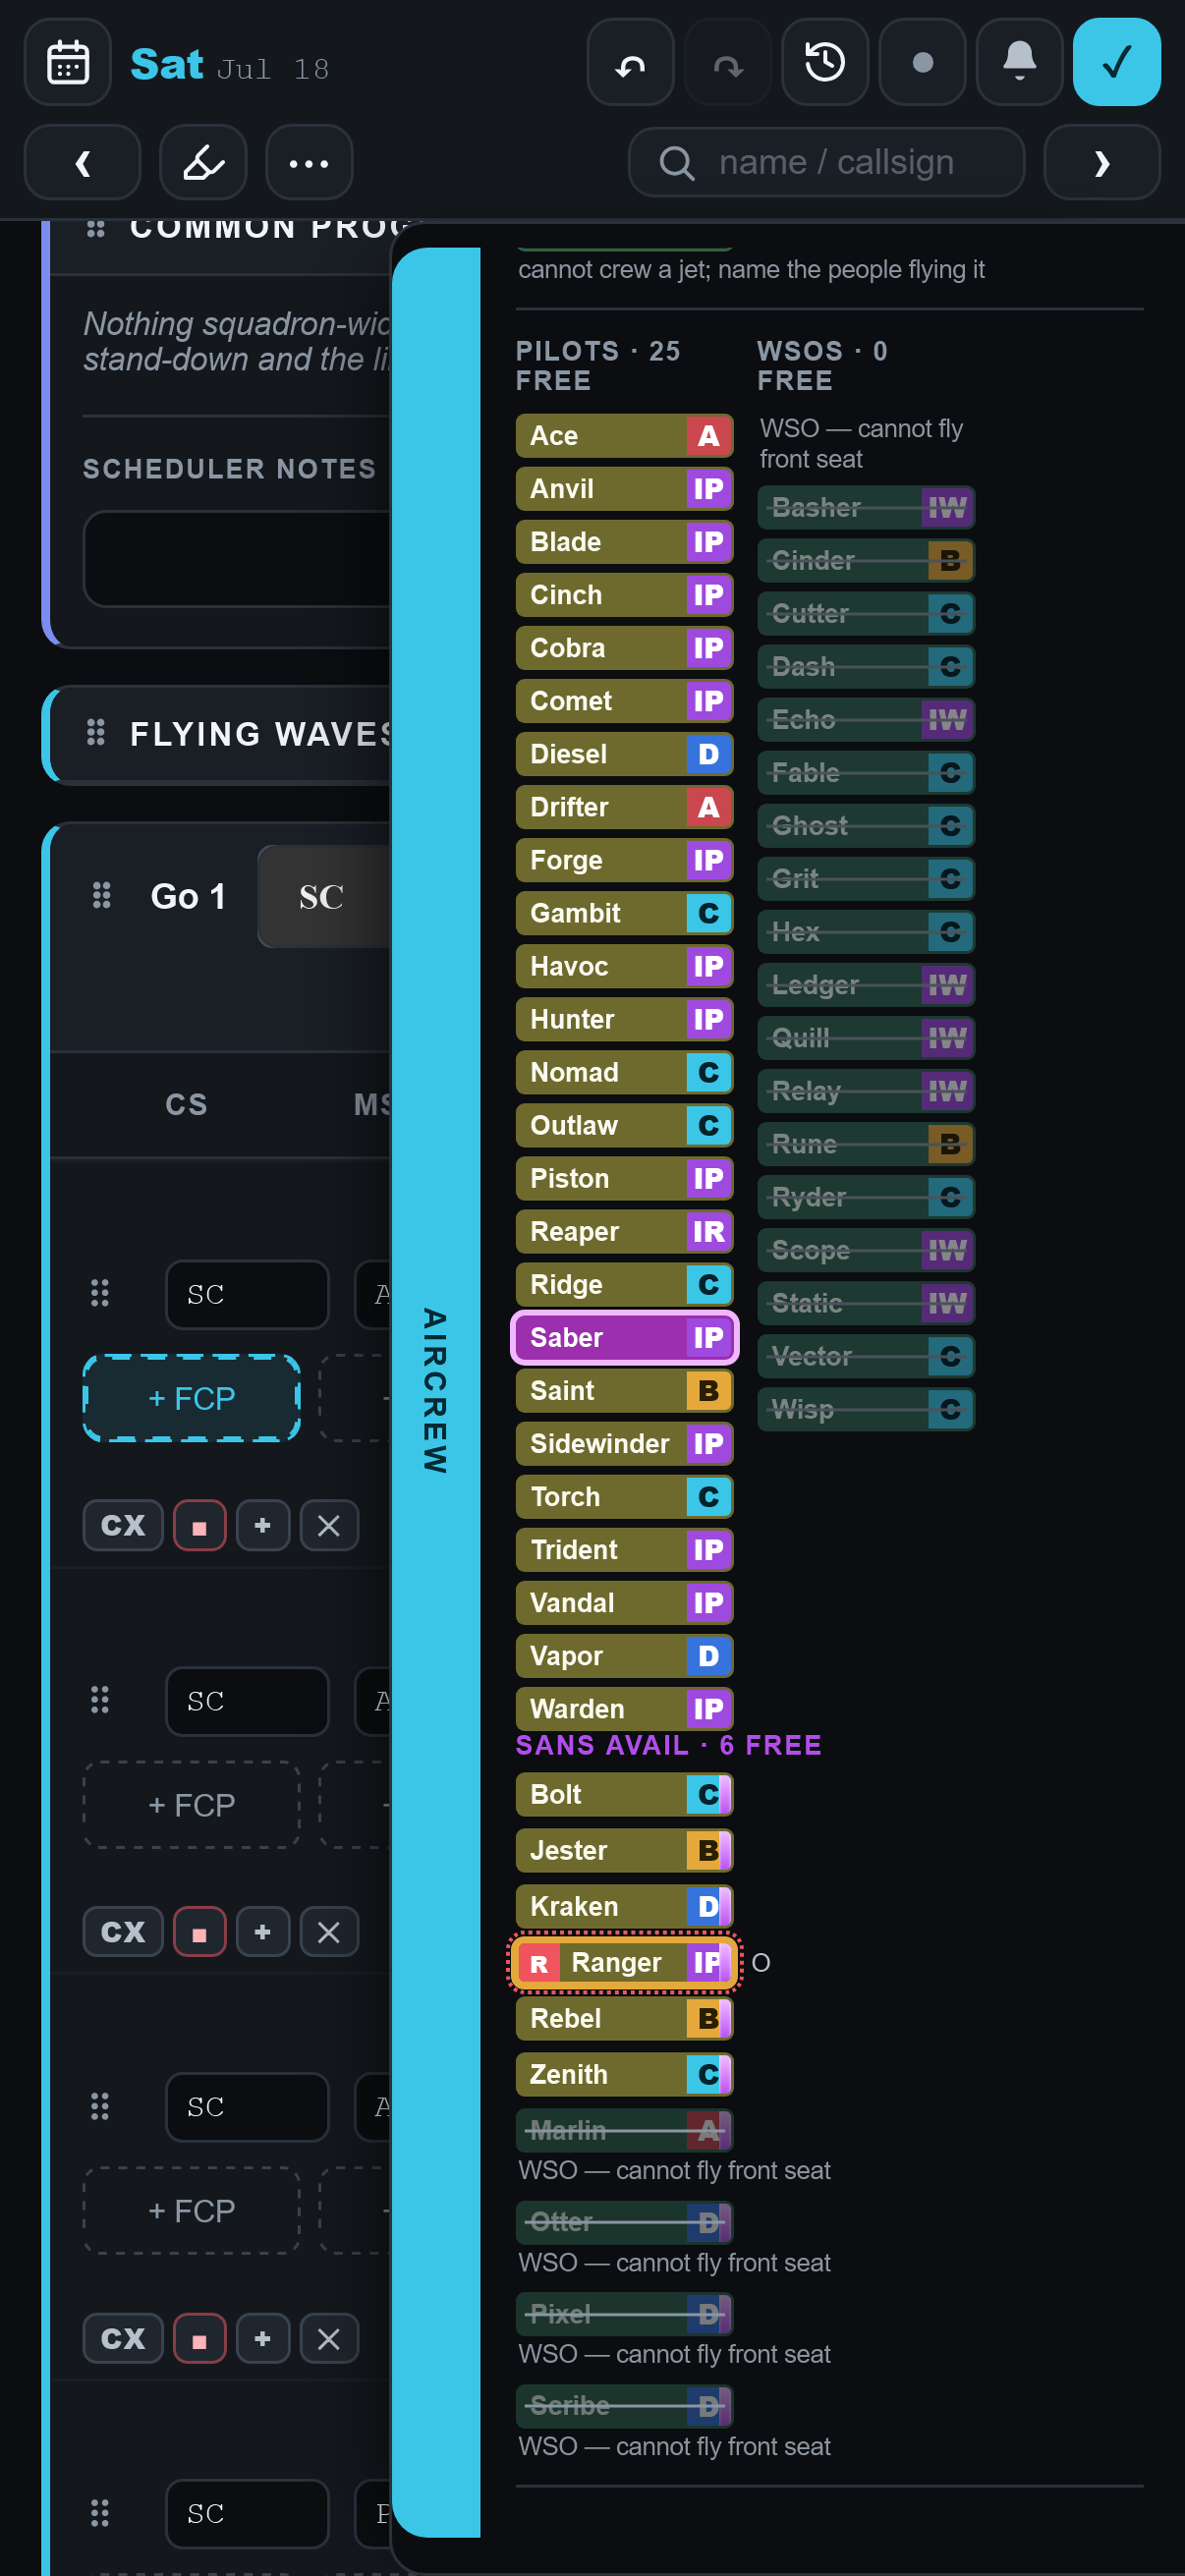 Sat Jul 18
name / callsign
COMMON PROG
cannot crew a jet; name the people flying it
Nothing squadron-wid
stand-down and the li
SCHEDULER NOTES
FLYING WAVES
Go 1
SC
CS
MS
SC
A
+ FCP
CX
+
SC
A
+ FCP
CX
+
SC
A
+ FCP
CX
+
SC
AIRCREW
PILOTS · 25
FREE
Ace A
Anvil IP
Blade IP
Cinch IP
Cobra IP
Comet IP
Diesel D
Drifter A
Forge IP
Gambit C
Havoc IP
Hunter IP
Nomad C
Outlaw C
Piston IP
Reaper IR
Ridge C
Saber IP
Saint B
Sidewinder IP
Torch C
Trident IP
Vandal IP
Vapor D
Warden IP
WSOS · 0
FREE
WSO — cannot fly
front seat
Basher IW
Cinder B
Cutter C
Dash C
Echo IW
Fable C
Ghost C
Grit C
Hex C
Ledger IW
Quill IW
Relay IW
Rune B
Ryder C
Scope IW
Static IW
Vector C
Wisp C
SANS AVAIL · 6 FREE
Bolt C
Jester B
Kraken D
R Ranger IP O
Rebel B
Zenith C
Marlin A
WSO — cannot fly front seat
Otter D
WSO — cannot fly front seat
Pixel D
WSO — cannot fly front seat
Scribe D
WSO — cannot fly front seat